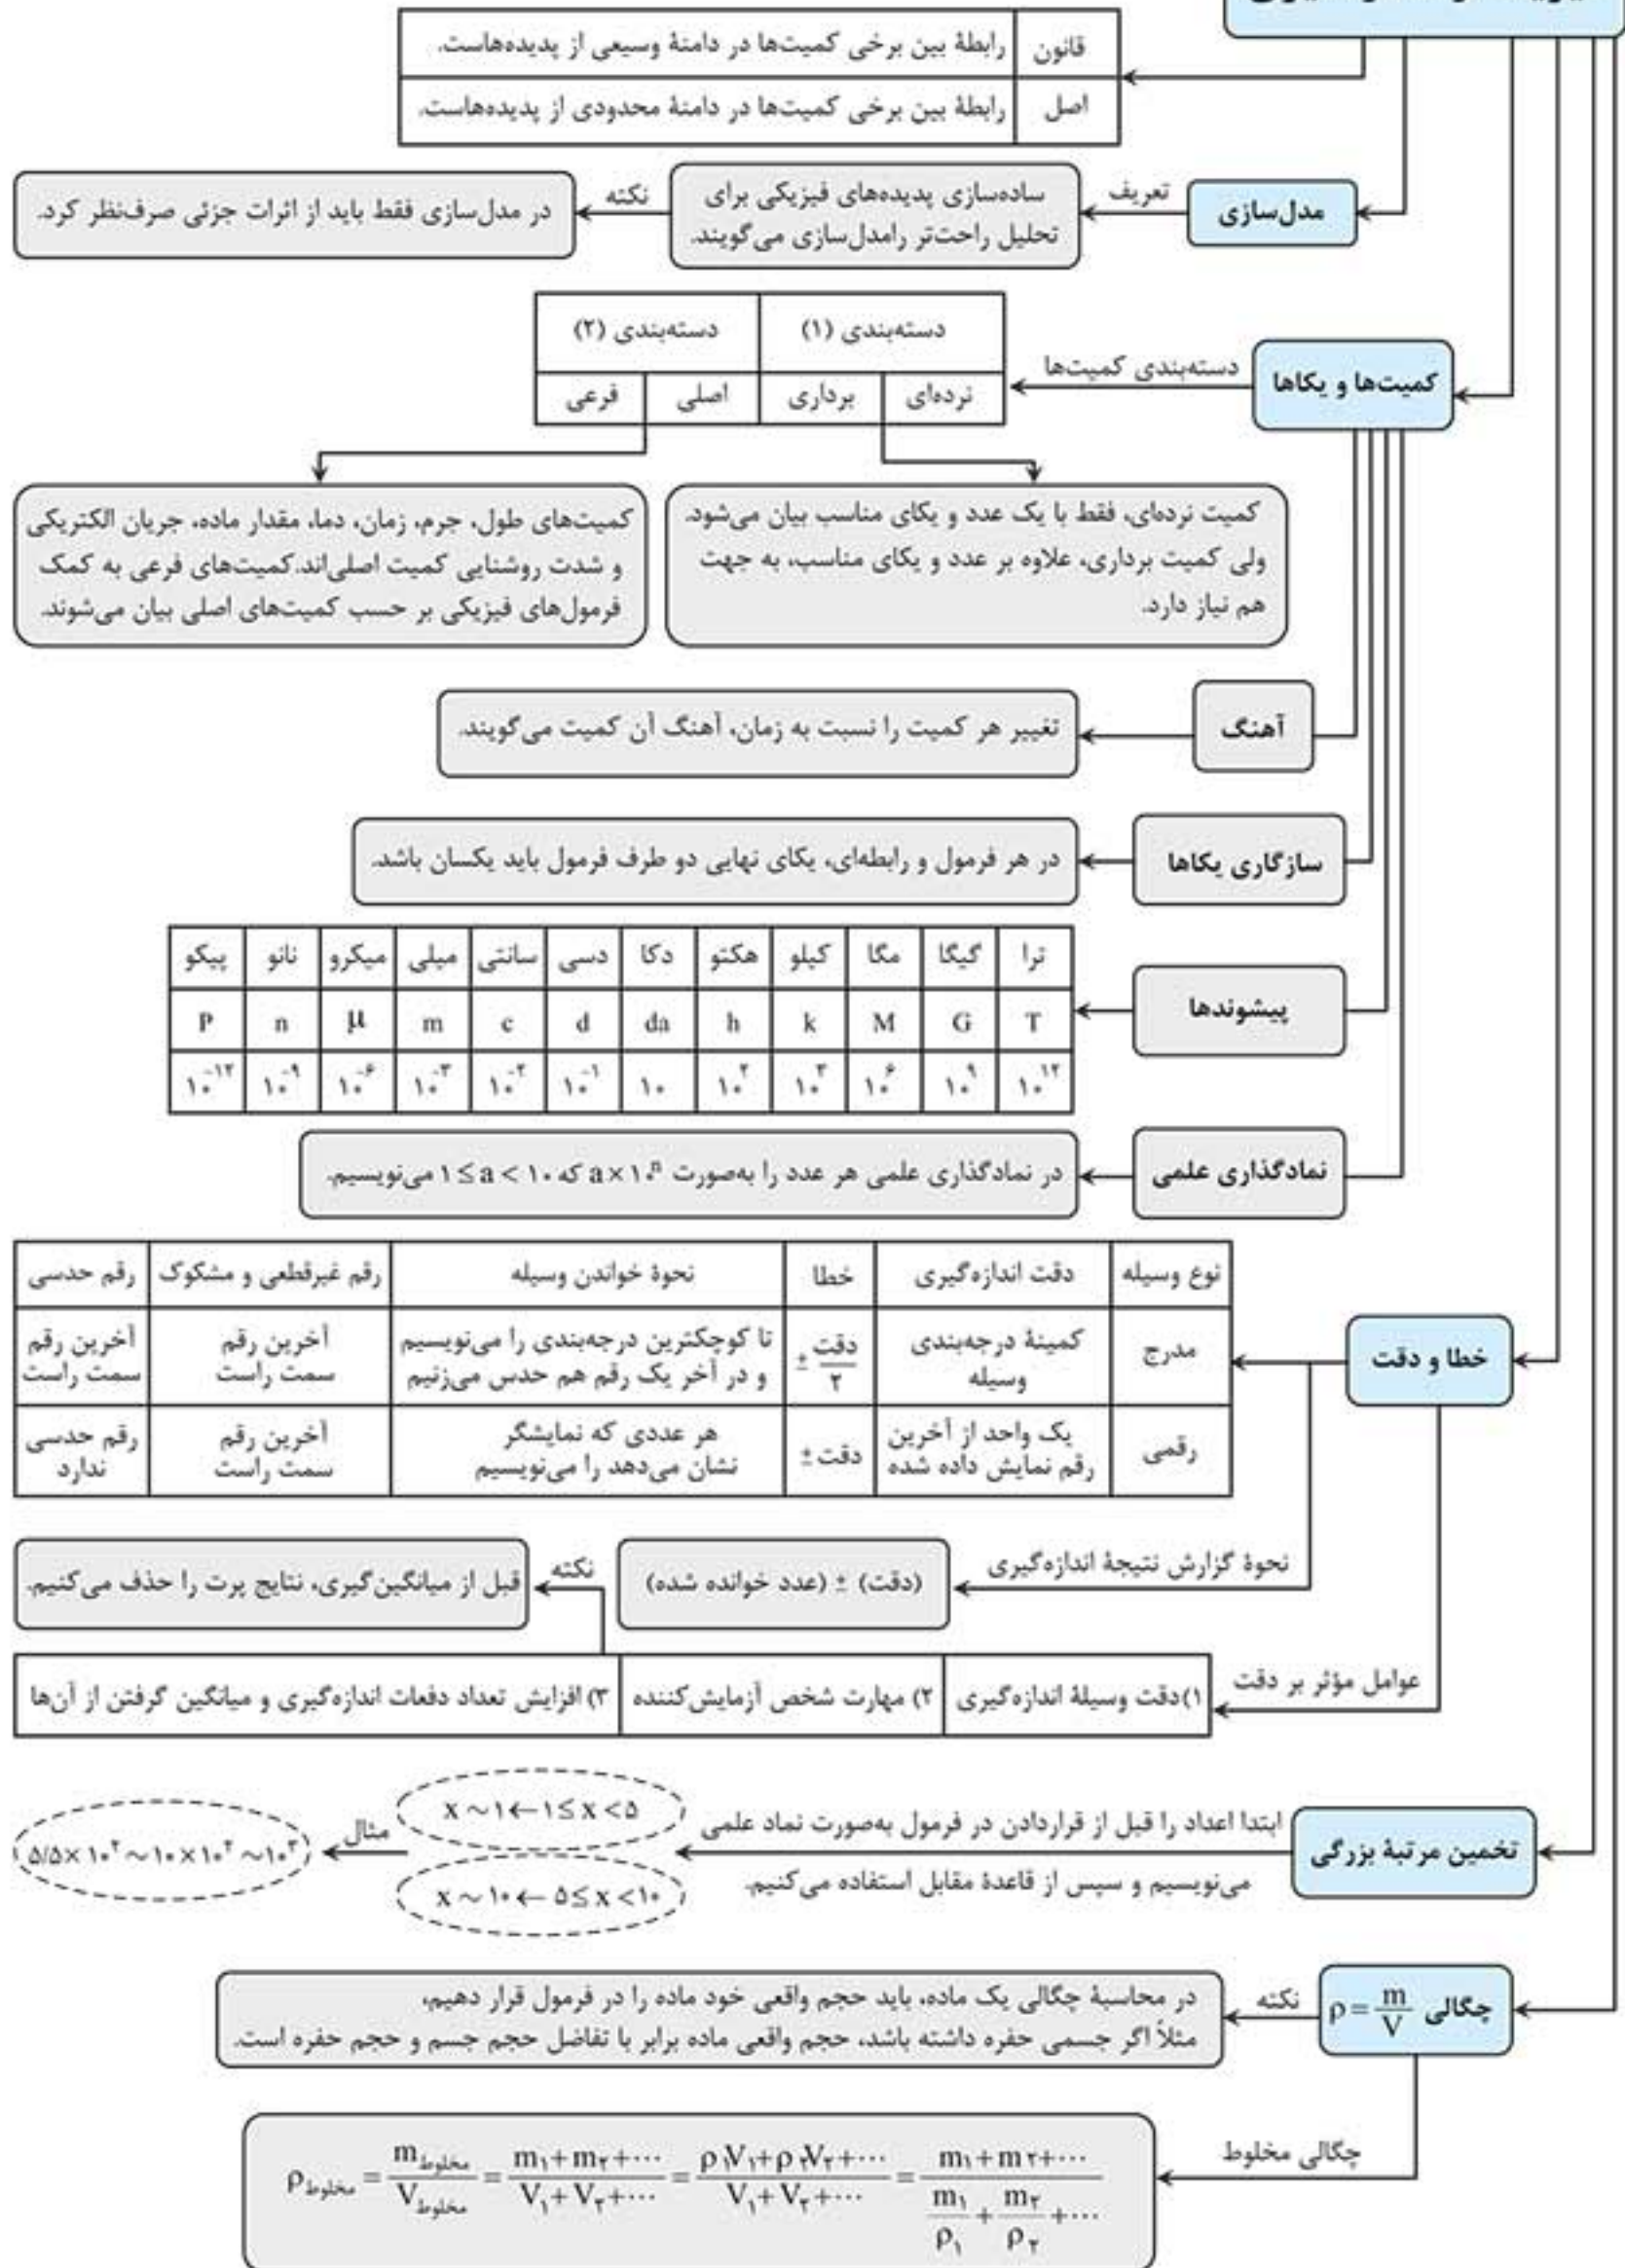 قانون	رابطهٔ بین برخی کمیت‌ها در دامنهٔ وسیعی از پدیده‌هاست.
اصل	رابطهٔ بین برخی کمیت‌ها در دامنهٔ محدودی از پدیده‌هاست.
مدل‌سازی
تعریف
ساده‌سازی پدیده‌های فیزیکی برای
تحلیل راحت‌تر رامدل‌سازی می‌گویند.
نکته
در مدل‌سازی فقط باید از اثرات جزئی صرف‌نظر کرد.
کمیت‌ها و یکاها
دسته‌بندی کمیت‌ها
دسته‌بندی (۱)	دسته‌بندی (۲)
نرده‌ای	برداری	اصلی	فرعی
کمیت نرده‌ای، فقط با یک عدد و یکای مناسب بیان می‌شود.
ولی کمیت برداری، علاوه بر عدد و یکای مناسب، به جهت
هم نیاز دارد.
کمیت‌های طول، جرم، زمان، دما، مقدار ماده، جریان الکتریکی
و شدت روشنایی کمیت اصلی‌اند.کمیت‌های فرعی به کمک
فرمول‌های فیزیکی بر حسب کمیت‌های اصلی بیان می‌شوند.
آهنگ
تغییر هر کمیت را نسبت به زمان، آهنگ آن کمیت می‌گویند.
سازگاری یکاها
در هر فرمول و رابطه‌ای، یکای نهایی دو طرف فرمول باید یکسان باشد.
پیشوندها
ترا	گیگا	مگا	کیلو	هکتو	دکا	دسی	سانتی	میلی	میکرو	نانو	پیکو
T	G	M	k	h	da	d	c	m	μ	n	P
۱۰^۱۲	۱۰^۹	۱۰^۶	۱۰^۳	۱۰^۲	۱۰	۱۰^-۱	۱۰^-۲	۱۰^-۳	۱۰^-۶	۱۰^-۹	۱۰^-۱۲
نمادگذاری علمی
در نمادگذاری علمی هر عدد را به‌صورت a×۱۰^n که ۱≤a<۱۰ می‌نویسیم.
خطا و دقت
نوع وسیله	دقت اندازه‌گیری	خطا	نحوهٔ خواندن وسیله	رقم غیرقطعی و مشکوک	رقم حدسی
مدرج	کمینهٔ درجه‌بندی وسیله	± دقت/۲	تا کوچکترین درجه‌بندی را می‌نویسیم و در آخر یک رقم هم حدس می‌زنیم	آخرین رقم سمت راست	آخرین رقم سمت راست
رقمی	یک واحد از آخرین رقم نمایش داده شده	± دقت	هر عددی که نمایشگر نشان می‌دهد را می‌نویسیم	آخرین رقم سمت راست	رقم حدسی ندارد
نحوهٔ گزارش نتیجهٔ اندازه‌گیری
(دقت) ± (عدد خوانده شده)
نکته
قبل از میانگین‌گیری، نتایج پرت را حذف می‌کنیم.
عوامل مؤثر بر دقت
۱)دقت وسیلهٔ اندازه‌گیری	۲) مهارت شخص آزمایش‌کننده	۳) افزایش تعداد دفعات اندازه‌گیری و میانگین گرفتن از آن‌ها
تخمین مرتبهٔ بزرگی
ابتدا اعداد را قبل از قراردادن در فرمول به‌صورت نماد علمی
می‌نویسیم و سپس از قاعدهٔ مقابل استفاده می‌کنیم.
x∼۱←۱≤x<۵
x∼۱۰←۵≤x<۱۰
مثال
۵/۵×۱۰^۲∼۱۰×۱۰^۲∼۱۰^۳
چگالی ρ=m/V
نکته
در محاسبهٔ چگالی یک ماده، باید حجم واقعی خود ماده را در فرمول قرار دهیم،
مثلاً اگر جسمی حفره داشته باشد، حجم واقعی ماده برابر با تفاضل حجم جسم و حجم حفره است.
چگالی مخلوط
ρمخلوط = mمخلوط/Vمخلوط = (m₁+m₂+⋯)/(V₁+V₂+⋯) = (ρ₁V₁+ρ₂V₂+⋯)/(V₁+V₂+⋯) = (m₁+m₂+⋯)/(m₁/ρ₁+m₂/ρ₂+⋯)